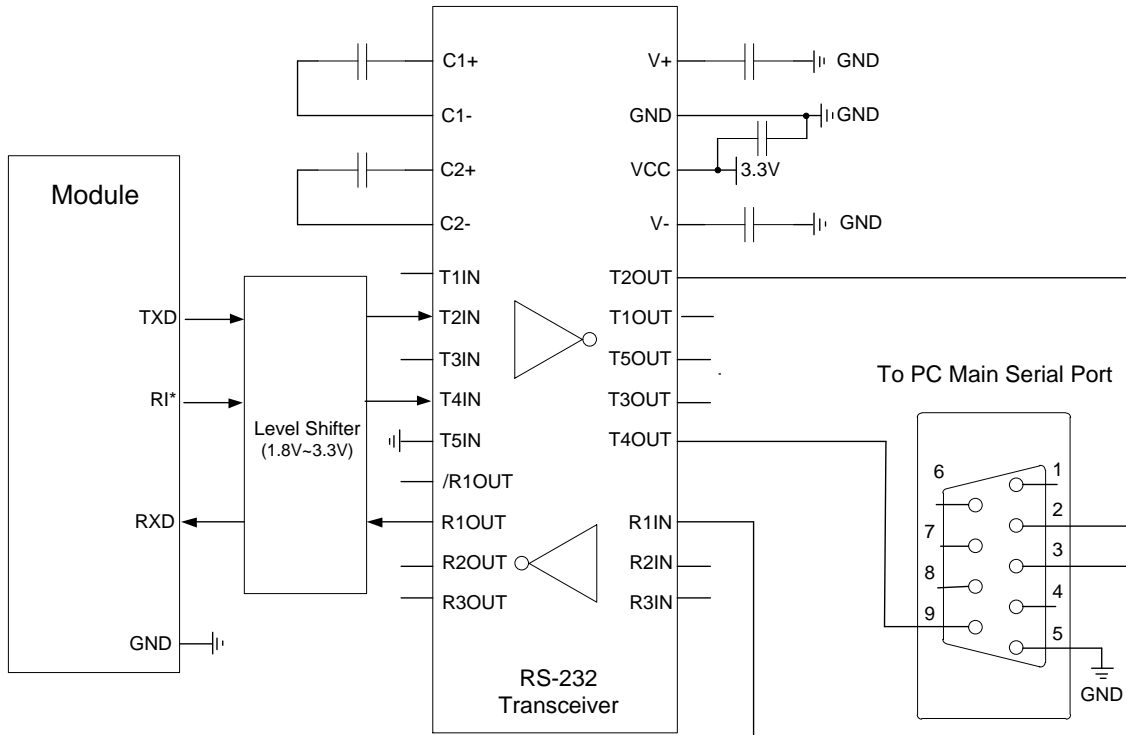 Module
TXD
RI*
RXD
GND
Level Shifter
(1.8V~3.3V)
C1+
C1-
C2+
C2-
T1IN
T2IN
T3IN
T4IN
T5IN
/R1OUT
R1OUT
R2OUT
R3OUT
V+
GND
VCC
V-
T2OUT
T1OUT
T5OUT
T3OUT
T4OUT
R1IN
R2IN
R3IN
RS-232
Transceiver
GND
GND
3.3V
GND
To PC Main Serial Port
6
7
8
9
1
2
3
4
5
GND